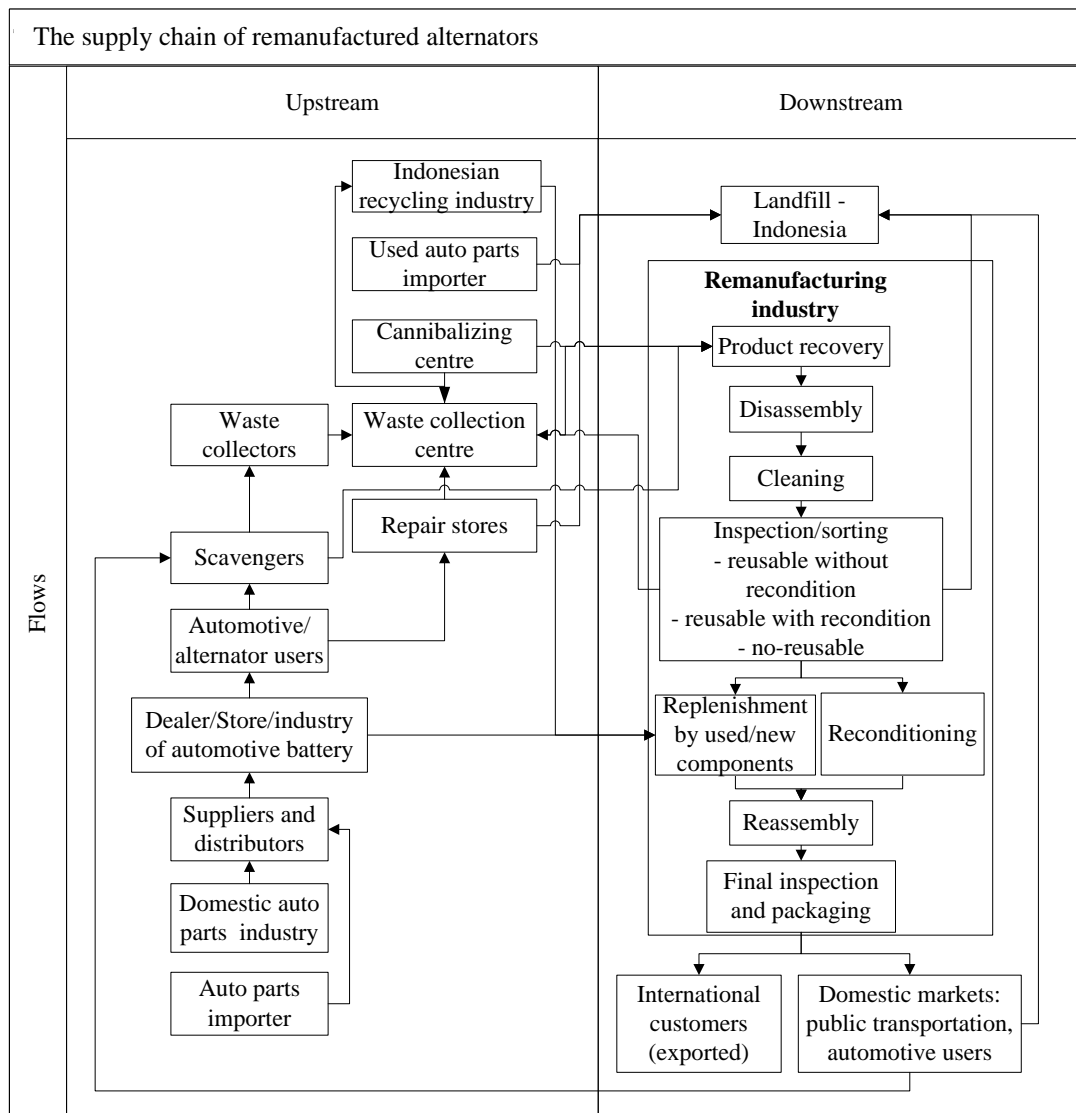 The supply chain of remanufactured alternators
Flows
Upstream
Downstream
Indonesian
recycling industry
Used auto parts
importer
Cannibalizing
centre
Waste
collectors
Waste collection
centre
Repair stores
Scavengers
Automotive/
alternator users
Dealer/Store/industry
of automotive battery
Suppliers and
distributors
Domestic auto
parts industry
Auto parts
importer
Landfill -
Indonesia
Remanufacturing
industry
Product recovery
Disassembly
Cleaning
Inspection/sorting
- reusable without
recondition
- reusable with recondition
- no-reusable
Replenishment
by used/new
components
Reconditioning
Reassembly
Final inspection
and packaging
International
customers
(exported)
Domestic markets:
public transportation,
automotive users